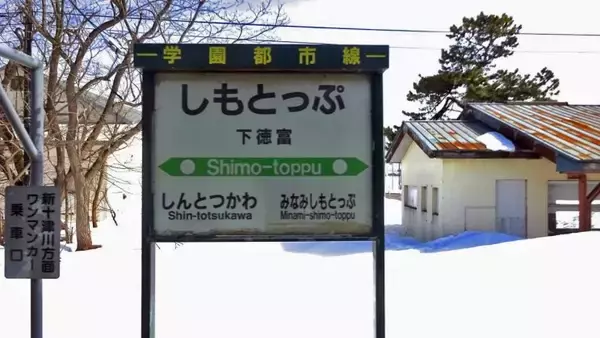 学園都市線
しもとっぷ
下徳富
Shimo-toppu
しんとつかわ みなみしもとっぷ
Shin-totsukawa Minami-shimo-toppu
新十津川方面
ワンマンカー
乗車口